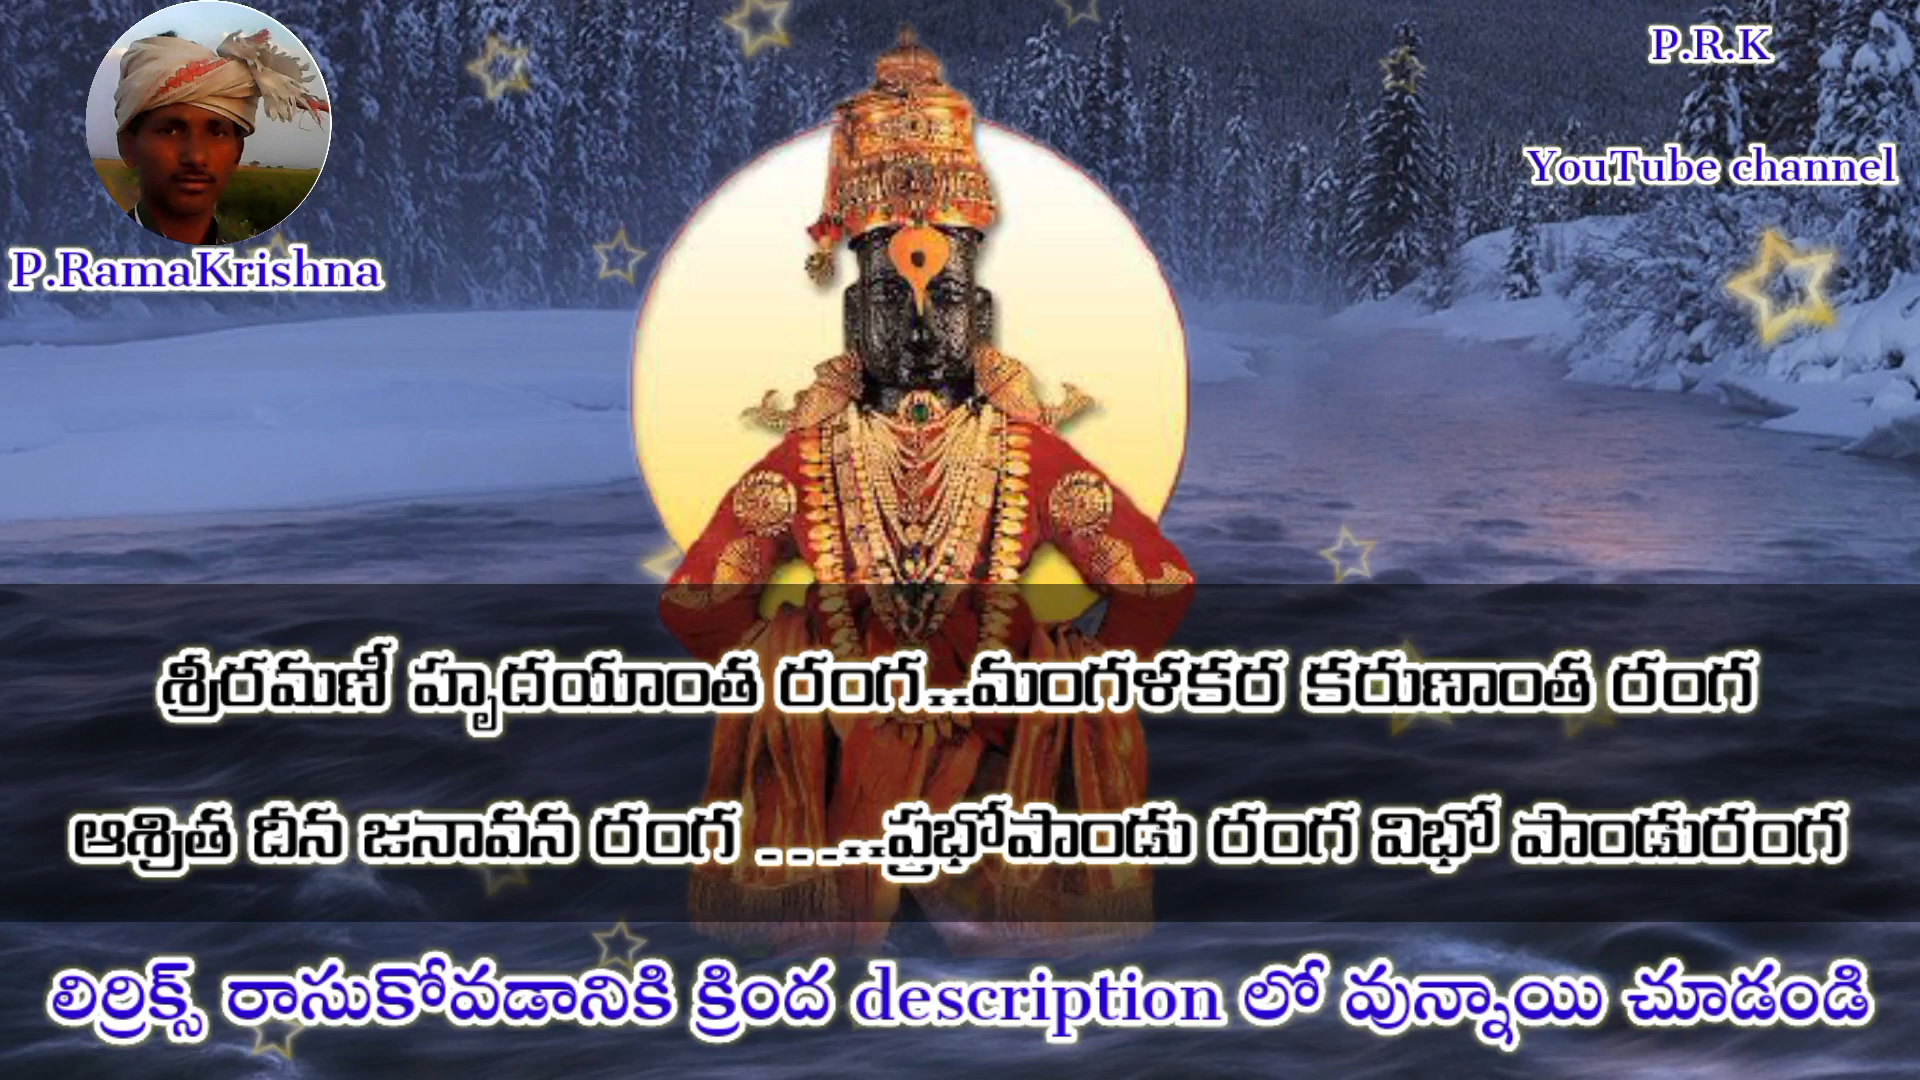 P.R.K
YouTube channel
P.RamaKrishna
శ్రీరమణీ హృదయాంత రంగ..మంగళకర కరుణాంత రంగ
ఆశ్రిత దీన జనావన రంగ _ _ _..ప్రభోపాండు రంగ విభో పాండురంగ
లిర్రిక్స్ రాసుకోవడానికి క్రింద description లో వున్నాయి చూడండి